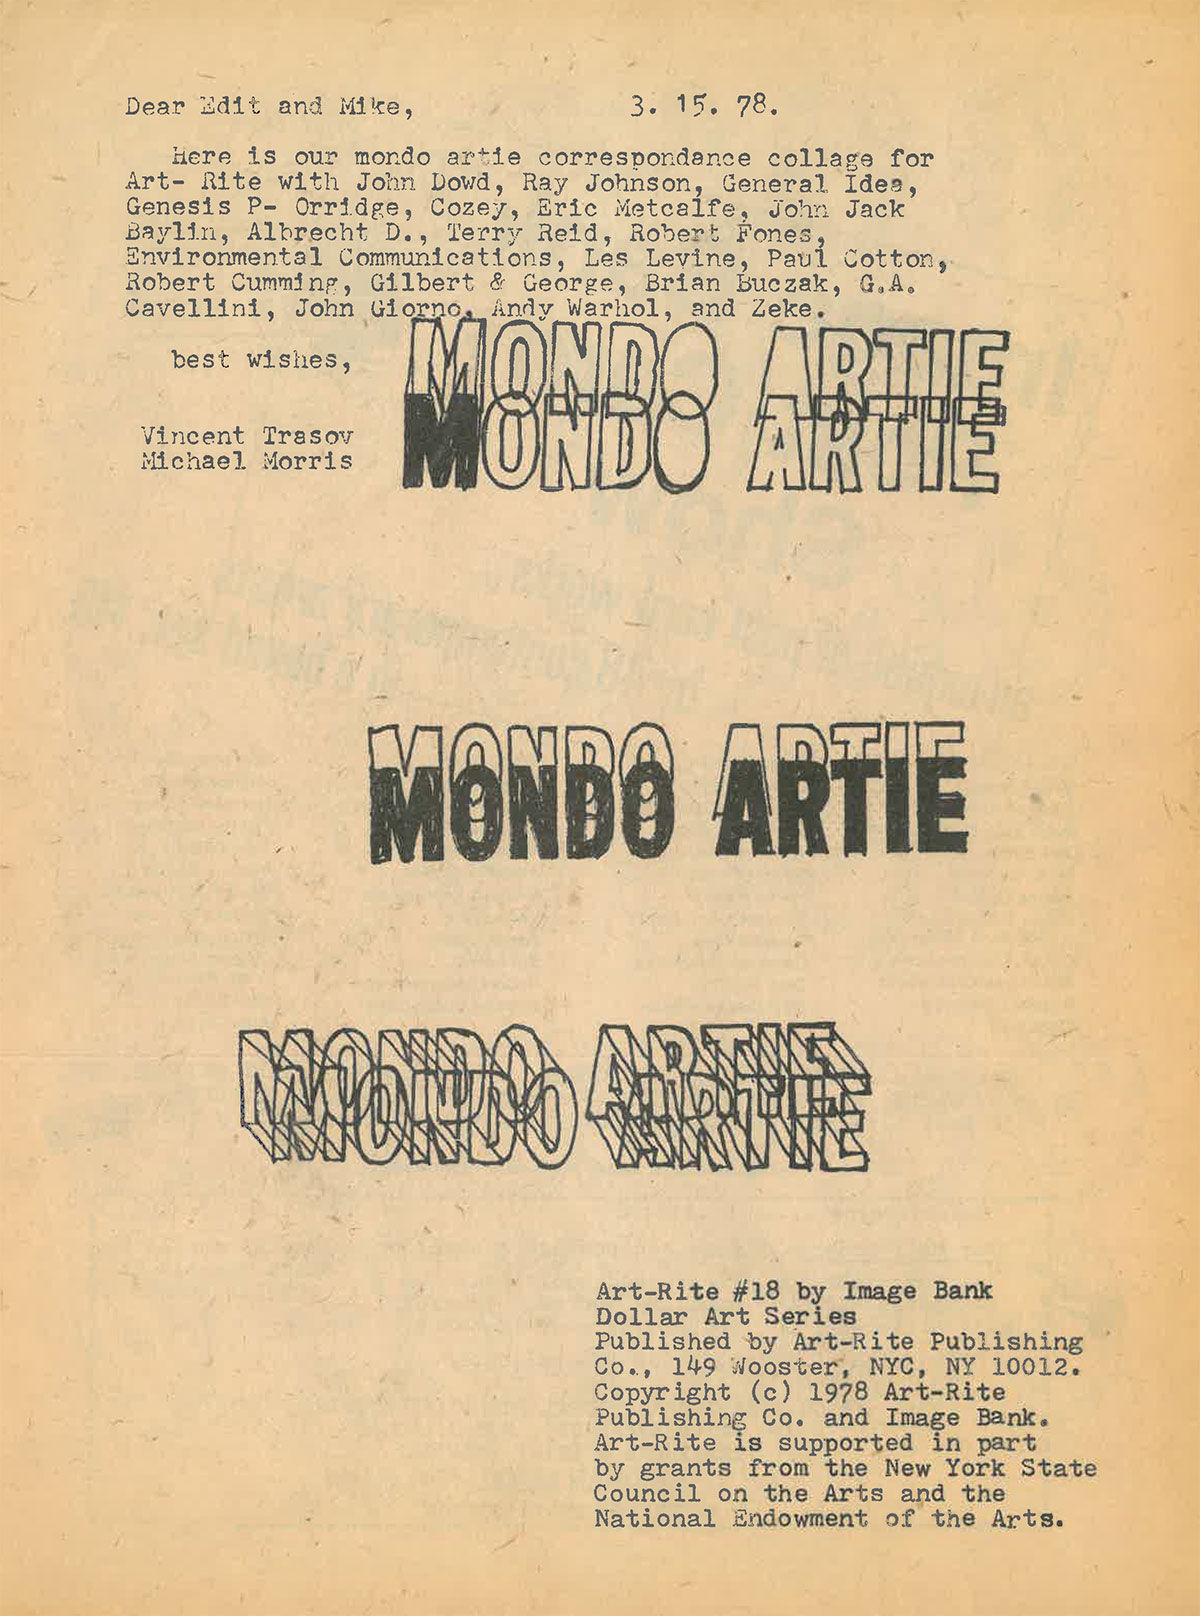 Dear Edit and Mike, 3. 15. 78.
Here is our mondo artie correspondance collage for
Art- Rite with John Dowd, Ray Johnson, General Idea,
Genesis P- Orridge, Cozey, Eric Metcalfe, John Jack
Baylin, Albrecht D., Terry Reid, Robert Fones,
Environmental Communications, Les Levine, Paul Cotton,
Robert Cumming, Gilbert & George, Brian Buczak, G.A.
Cavellini, John Giorno, Andy Warhol, and Zeke.
MONDO ARTIE
best wishes,
MONDO ARTIE
Vincent Trasov
Michael Morris
MONDO ARTIE
MONDO ARTIE
MONDO ARTIE
MONDO ARTIE
Art-Rite #18 by Image Bank
Dollar Art Series
Published by Art-Rite Publishing
Co., 149 Wooster, NYC, NY 10012.
Copyright (c) 1978 Art-Rite
Publishing Co. and Image Bank.
Art-Rite is supported in part
by grants from the New York State
Council on the Arts and the
National Endowment of the Arts.